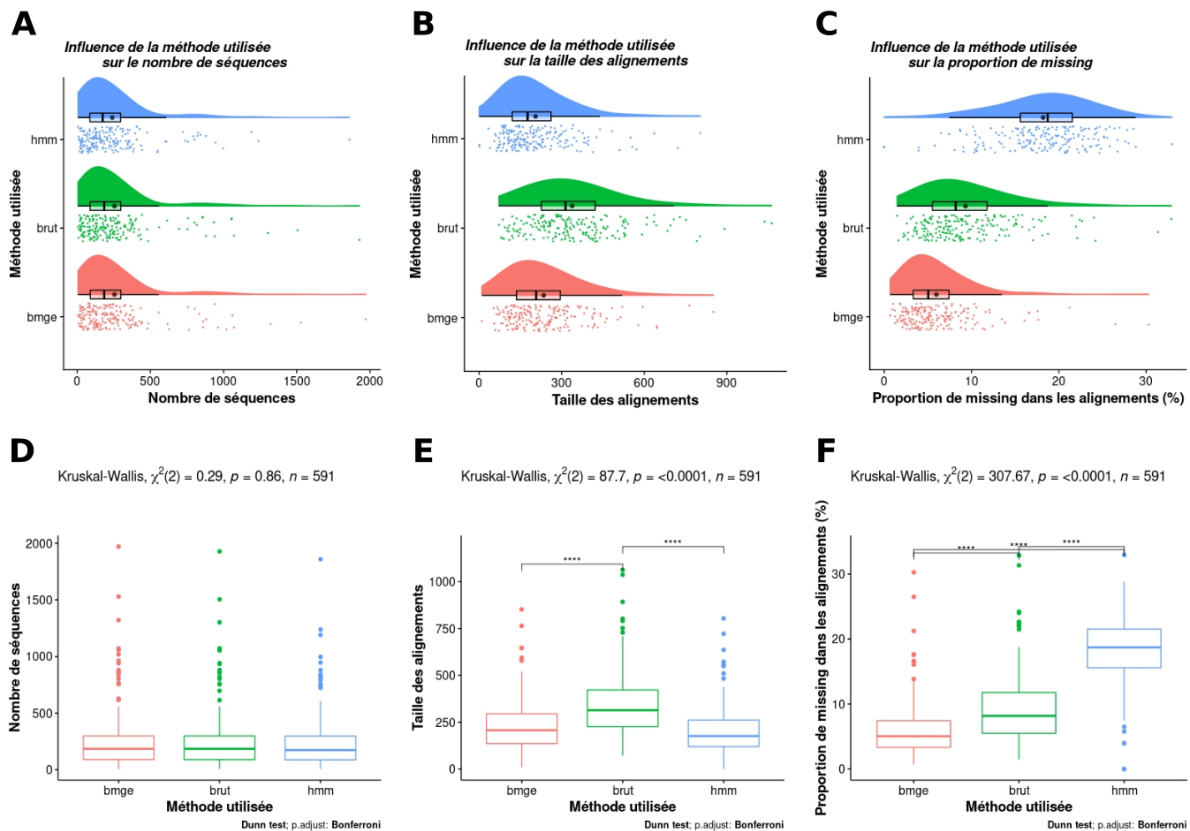 A
Influence de la méthode utilisée
sur le nombre de séquences
Méthode utilisée
hmm
brut
bmge
0 500 1000 1500 2000
Nombre de séquences
B
Influence de la méthode utilisée
sur la taille des alignements
Méthode utilisée
hmm
brut
bmge
0 300 600 900
Taille des alignements
C
Influence de la méthode utilisée
sur la proportion de missing
Méthode utilisée
hmm
brut
bmge
0 10 20 30
Proportion de missing dans les alignements (%)
D
Kruskal-Wallis, χ²(2) = 0.29, p = 0.86, n = 591
Nombre de séquences
2000
1500
1000
500
0
bmge brut hmm
Méthode utilisée
Dunn test; p.adjust: Bonferroni
E
Kruskal-Wallis, χ²(2) = 87.7, p = <0.0001, n = 591
Taille des alignements
**** ****
1000
750
500
250
0
bmge brut hmm
Méthode utilisée
Dunn test; p.adjust: Bonferroni
F
Kruskal-Wallis, χ²(2) = 307.67, p = <0.0001, n = 591
Proportion de missing dans les alignements (%)
**** **** ****
30
20
10
0
bmge brut hmm
Méthode utilisée
Dunn test; p.adjust: Bonferroni